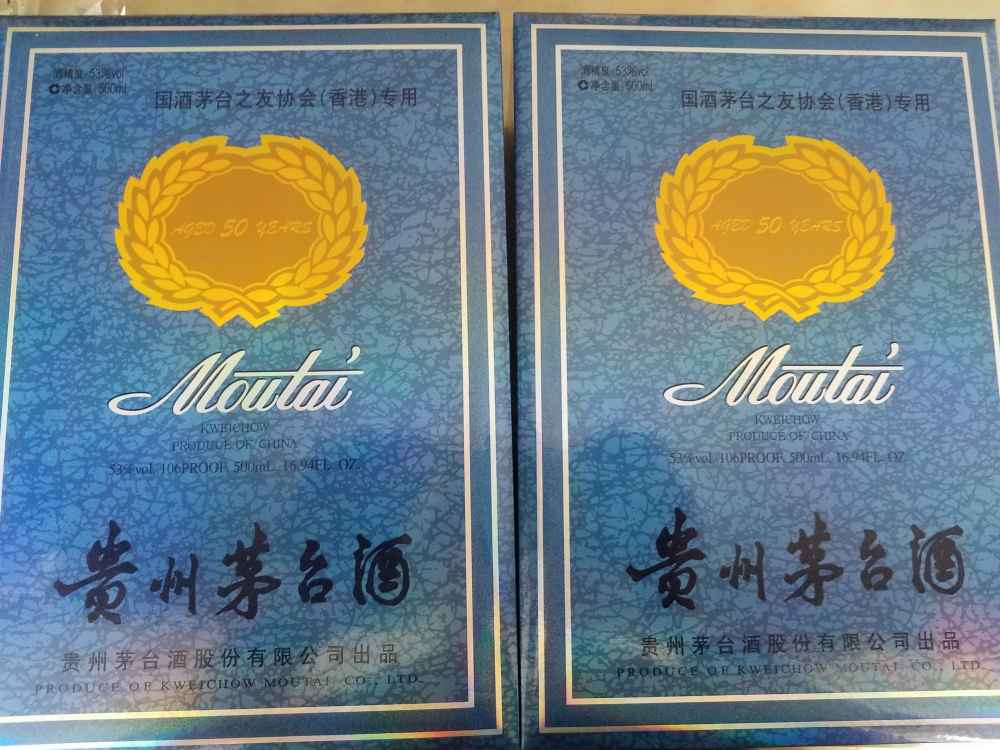 酒精度: 53%vol
净含量: 500mL
国酒茅台之友协会(香港)专用
AGED 50 YEARS
Moutai
KWEICHOW
PRODUCE OF CHINA
53%vol. 106PROOF. 500mL. 16.94FL. OZ.
贵州茅台酒
贵州茅台酒股份有限公司出品
PRODUCE OF KWEICHOW MOUTAI. CO., LTD.
酒精度: 53%vol
净含量: 500mL
国酒茅台之友协会(香港)专用
AGED 50 YEARS
Moutai
KWEICHOW
PRODUCE OF CHINA
53%vol. 106PROOF. 500mL. 16.94FL. OZ.
贵州茅台酒
贵州茅台酒股份有限公司出品
PRODUCE OF KWEICHOW MOUTAI. CO., LTD.